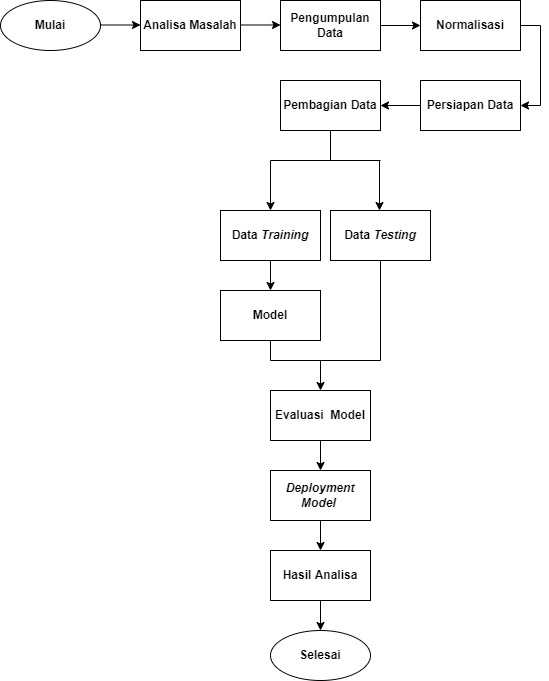 Mulai
Analisa Masalah
Pengumpulan
Data
Normalisasi
Persiapan Data
Pembagian Data
Data Training
Data Testing
Model
Evaluasi Model
Deployment
Model
Hasil Analisa
Selesai